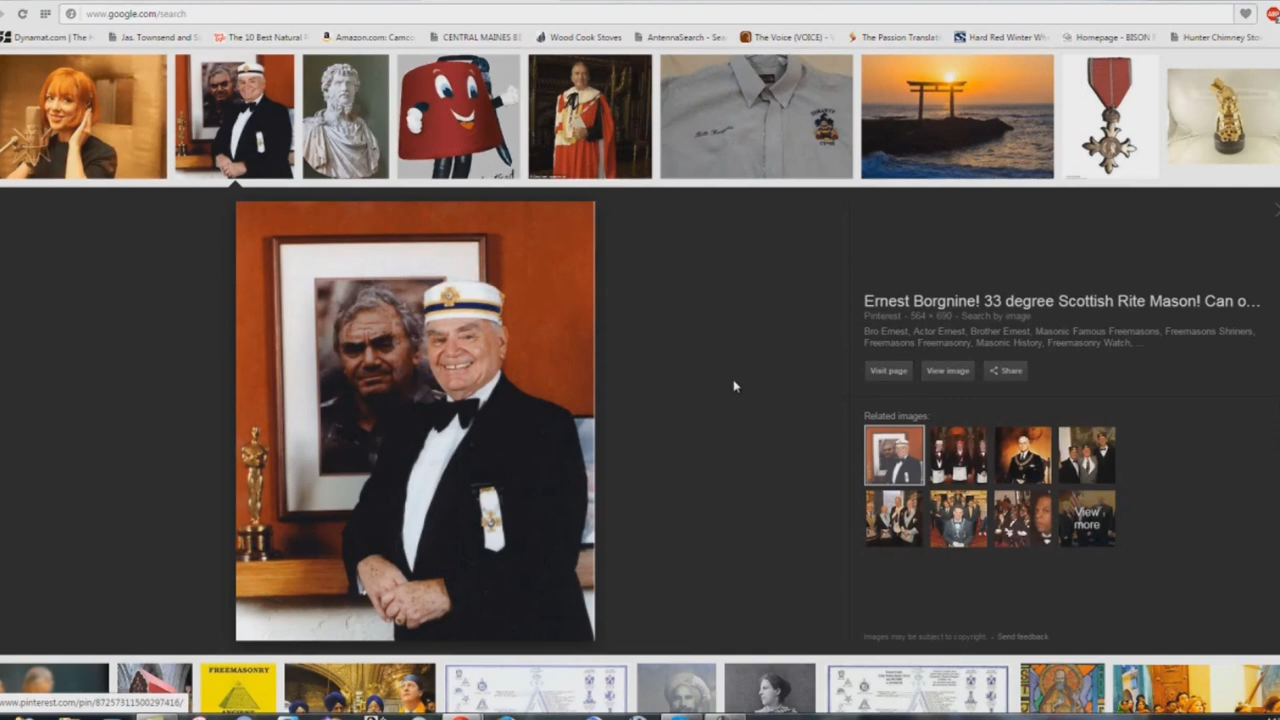 www.google.com/search
Dynamat.com | The H
Jas. Townsend and S
The 10 Best Natural
Amazon.com: Camco
CENTRAL MAINES B
Wood Cook Stoves
AntennaSearch - Sea
The Voice (VOICE) -
The Passion Translati
Hard Red Winter Wh
Homepage - BISON
Hunter Chimney Sto
Ernest Borgnine! 33 degree Scottish Rite Mason! Can o...
Pinterest - 564 × 690 - Search by image
Bro Ernest, Actor Ernest, Brother Ernest, Masonic Famous Freemasons, Freemasons Shriners,
Freemasons Freemasonry, Masonic History, Freemasonry Watch, ...
Visit page
View image
Share
Related images:
View
more
Images may be subject to copyright. - Send feedback
FREEMASONRY
www.pinterest.com/pin/87257311500297416/